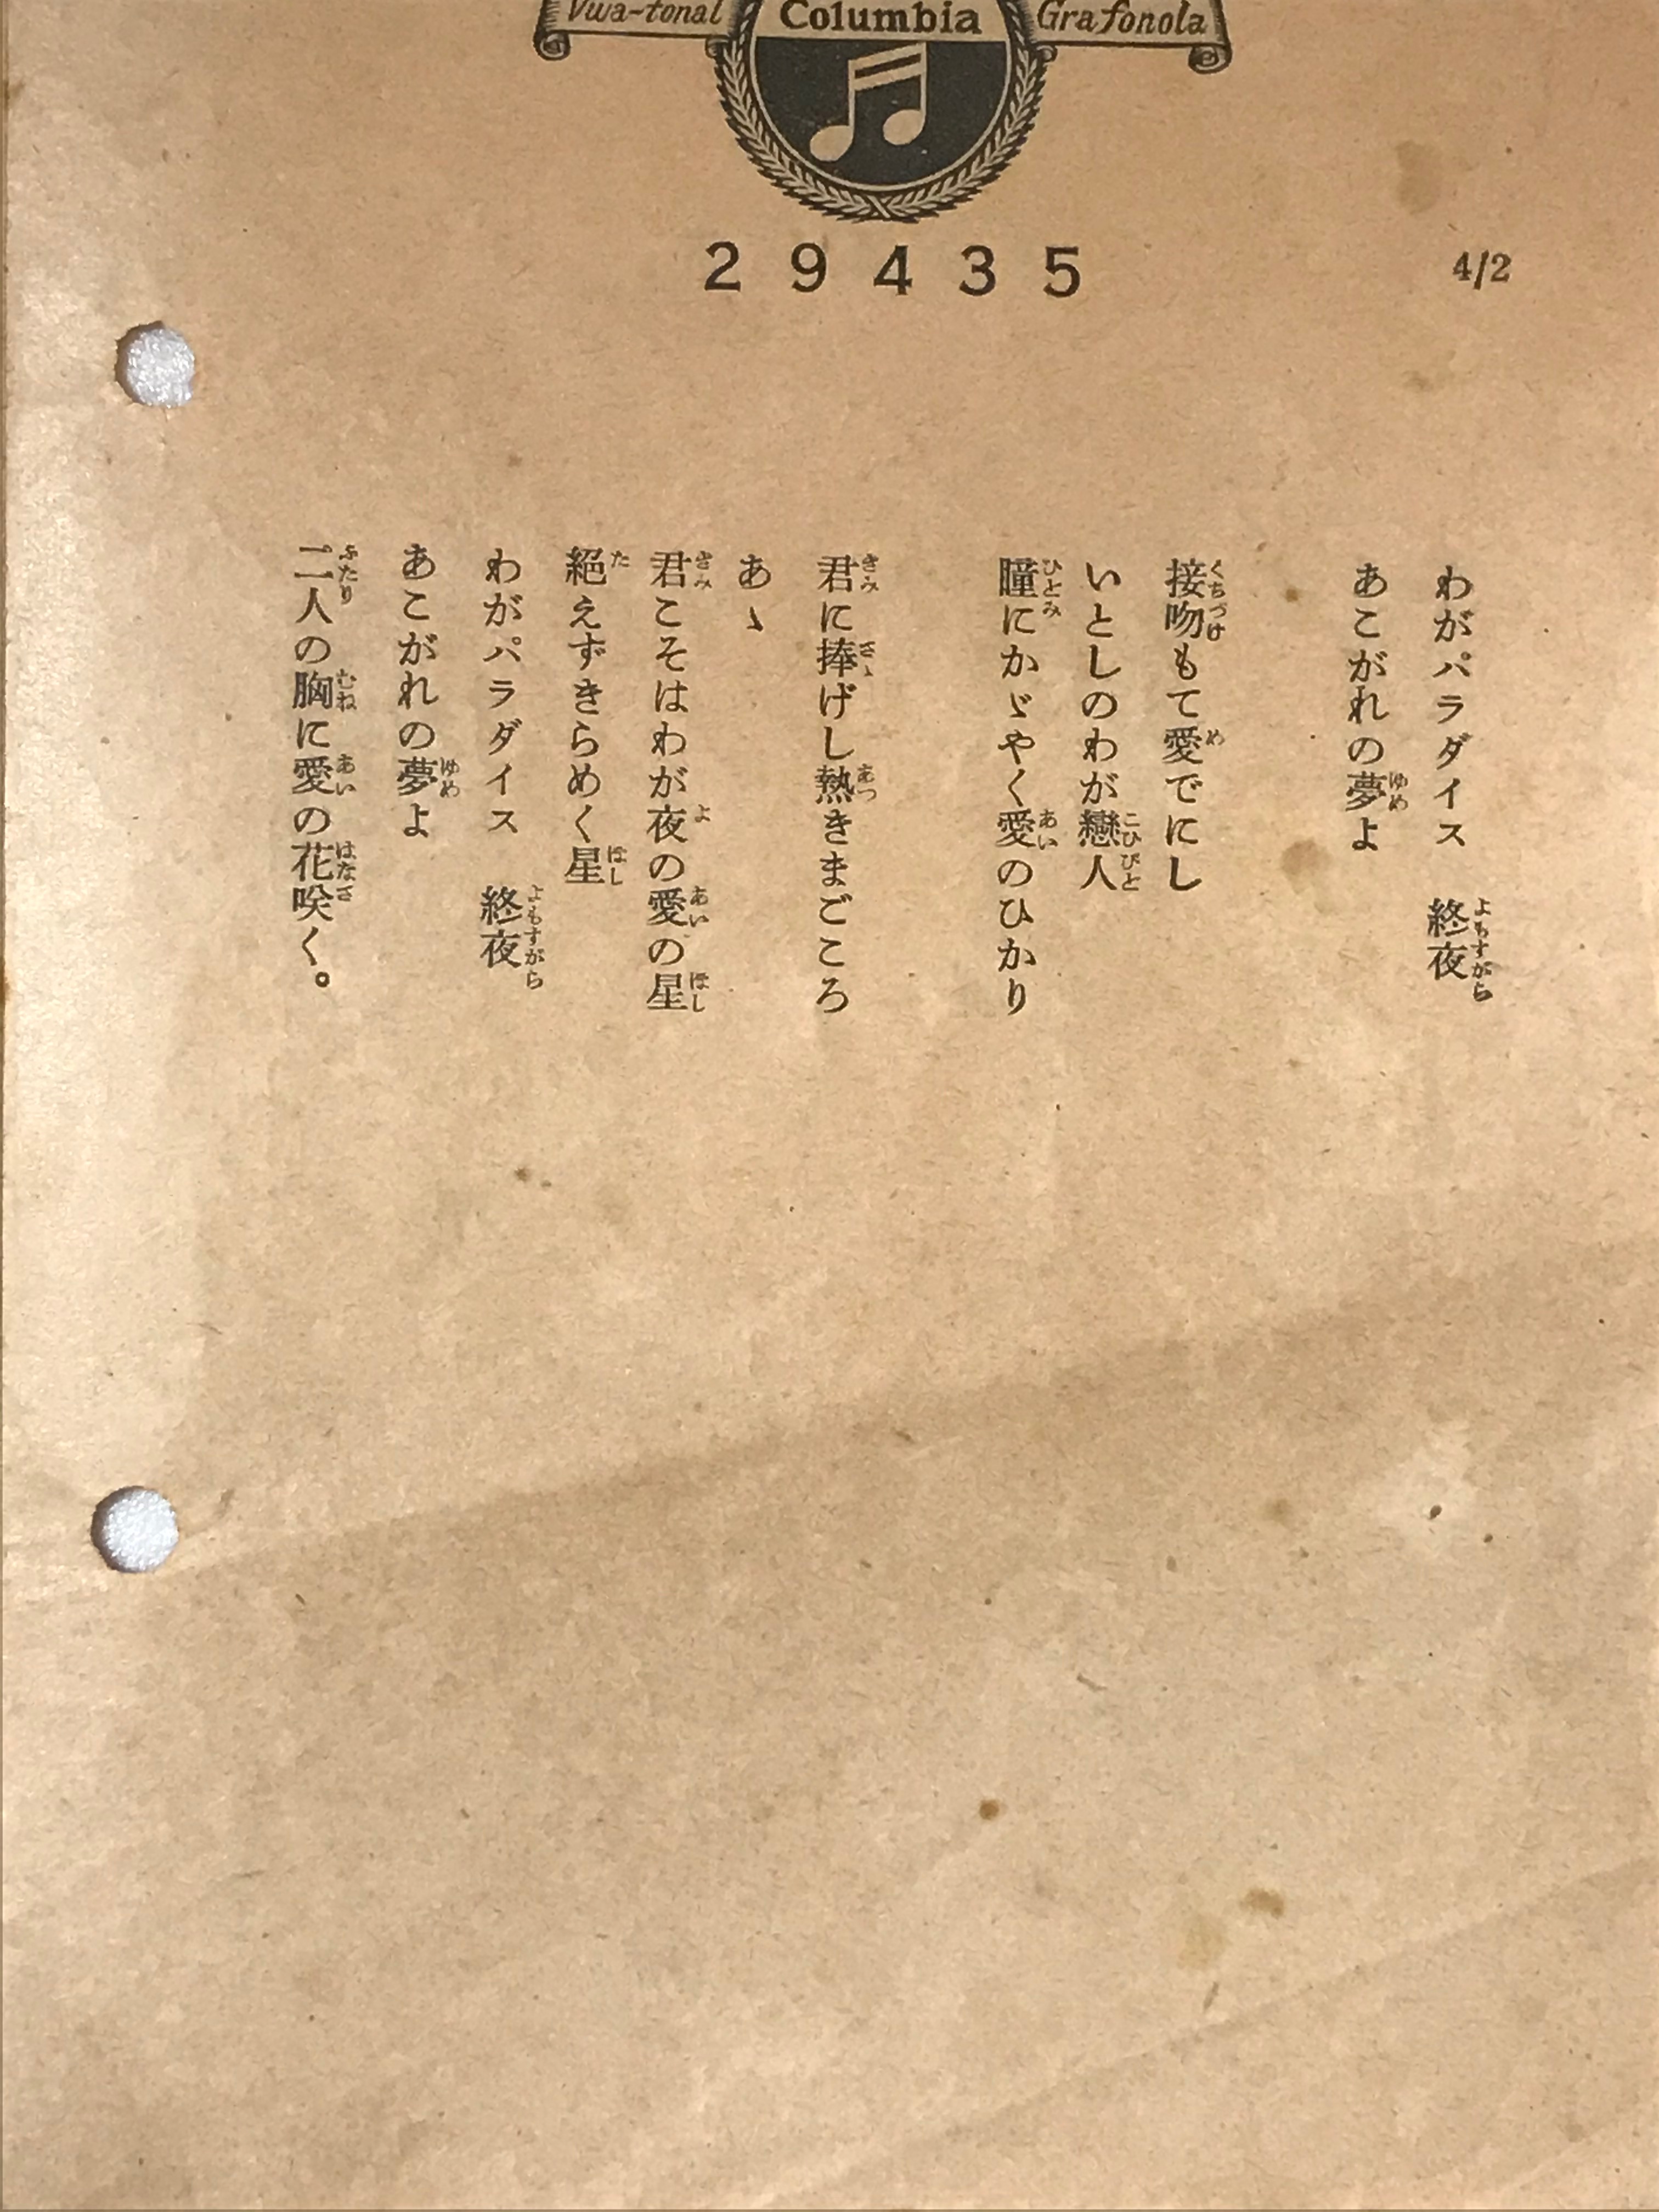 Viva-tonal Columbia Grafonola
29435
4/2
わがパラダイス　終夜
あこがれの夢よ
接吻もて愛でにし
いとしのわが戀人
瞳にかゞやく愛のひかり
君に捧げし熱きまごころ
あゝ
君こそはわが夜の愛の星
絕えずきらめく星
わがパラダイス　終夜
あこがれの夢よ
二人の胸に愛の花咲く。